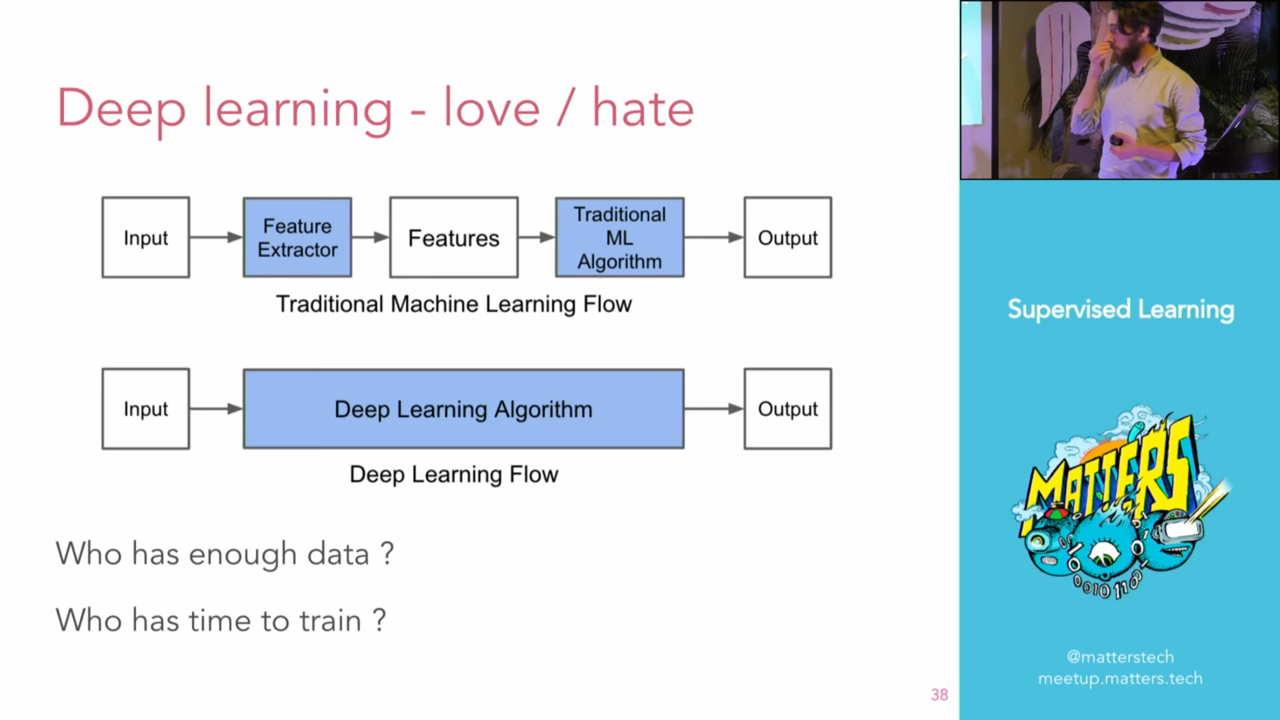 Deep learning - love / hate
Input
Feature
Extractor
Features
Traditional
ML
Algorithm
Output
Traditional Machine Learning Flow
Input
Deep Learning Algorithm
Output
Deep Learning Flow
Who has enough data ?
Who has time to train ?
38
Supervised Learning
MATTERS
@matterstech
meetup.matters.tech